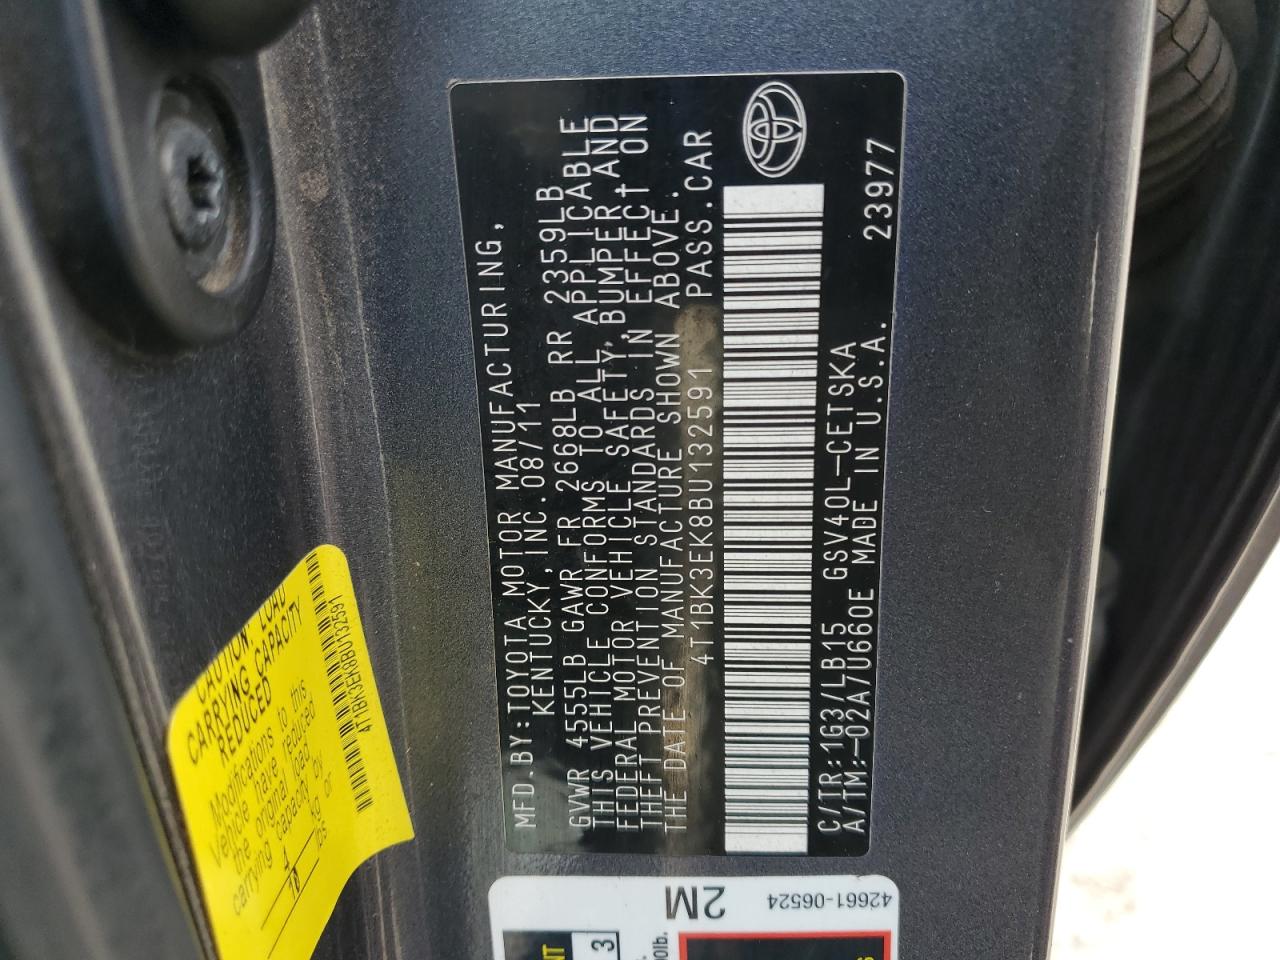 MFD.BY:TOYOTA MOTOR MANUFACTURING,
KENTUCKY, INC. 08/11
GVWR 4555LB GAWR FR 2668LB RR 2359LB
THIS VEHICLE CONFORMS TO ALL APPLICABLE
FEDERAL MOTOR VEHICLE SAFETY, BUMPER, AND
THEFT PREVENTION STANDARDS IN EFFECT ON
THE DATE OF MANUFACTURE SHOWN ABOVE.
4T1BK3EK8BU132591 PASS.CAR
C/TR:1G3/LB15 GSV40L-CETSKA
A/TM:-02A/U660E MADE IN U.S.A.
23977
CAUTION: LOAD
CARRYING CAPACITY
REDUCED
Modifications to this
vehicle have reduced
the original load
carrying capacity by
kg or
lbs
4T1BK3EK8BU132591
2M
42661-06524
3